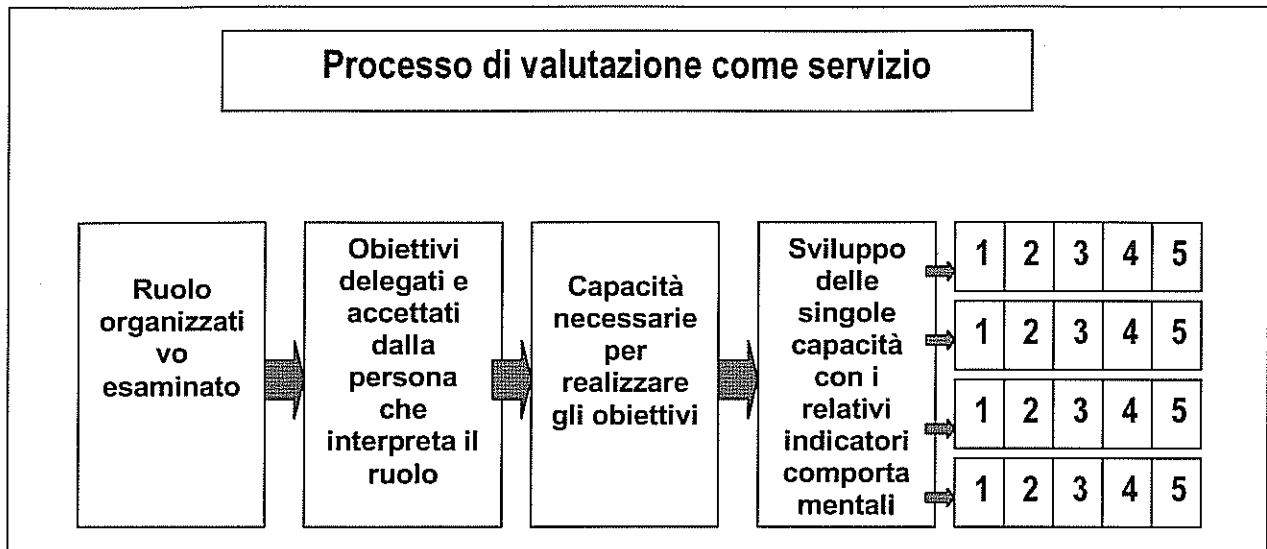 Processo di valutazione come servizio
Ruolo
organizzati
vo
esaminato
Obiettivi
delegati e
accettati
dalla
persona
che
interpreta il
ruolo
Capacità
necessarie
per
realizzare
gli obiettivi
Sviluppo
delle
singole
capacità
con i
relativi
indicatori
comporta
mentali
1 2 3 4 5
1 2 3 4 5
1 2 3 4 5
1 2 3 4 5